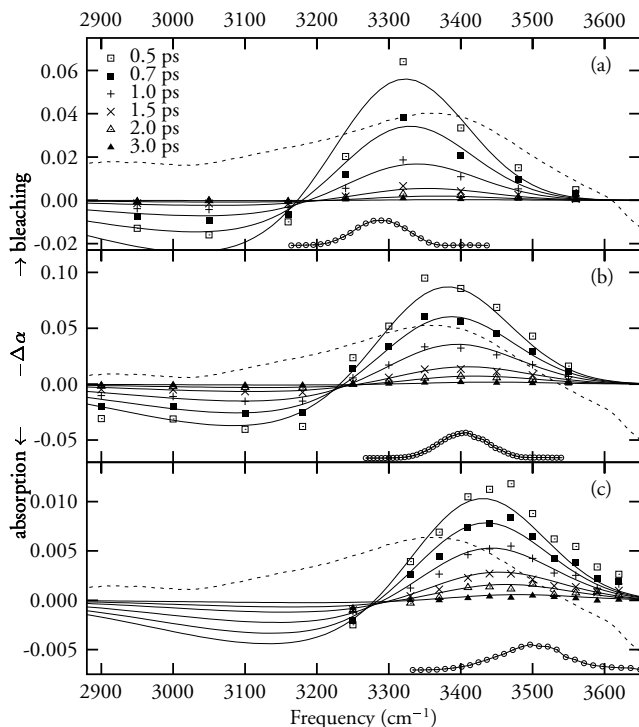 2900 3000 3100 3200 3300 3400 3500 3600
(a)
0.5 ps
0.7 ps
1.0 ps
1.5 ps
2.0 ps
3.0 ps
0.06
0.04
0.02
0.00
-0.02
(b)
0.10
0.05
0.00
-0.05
(c)
0.010
0.005
0.000
-0.005
absorption ← −Δα → bleaching
2900 3000 3100 3200 3300 3400 3500 3600
Frequency (cm⁻¹)